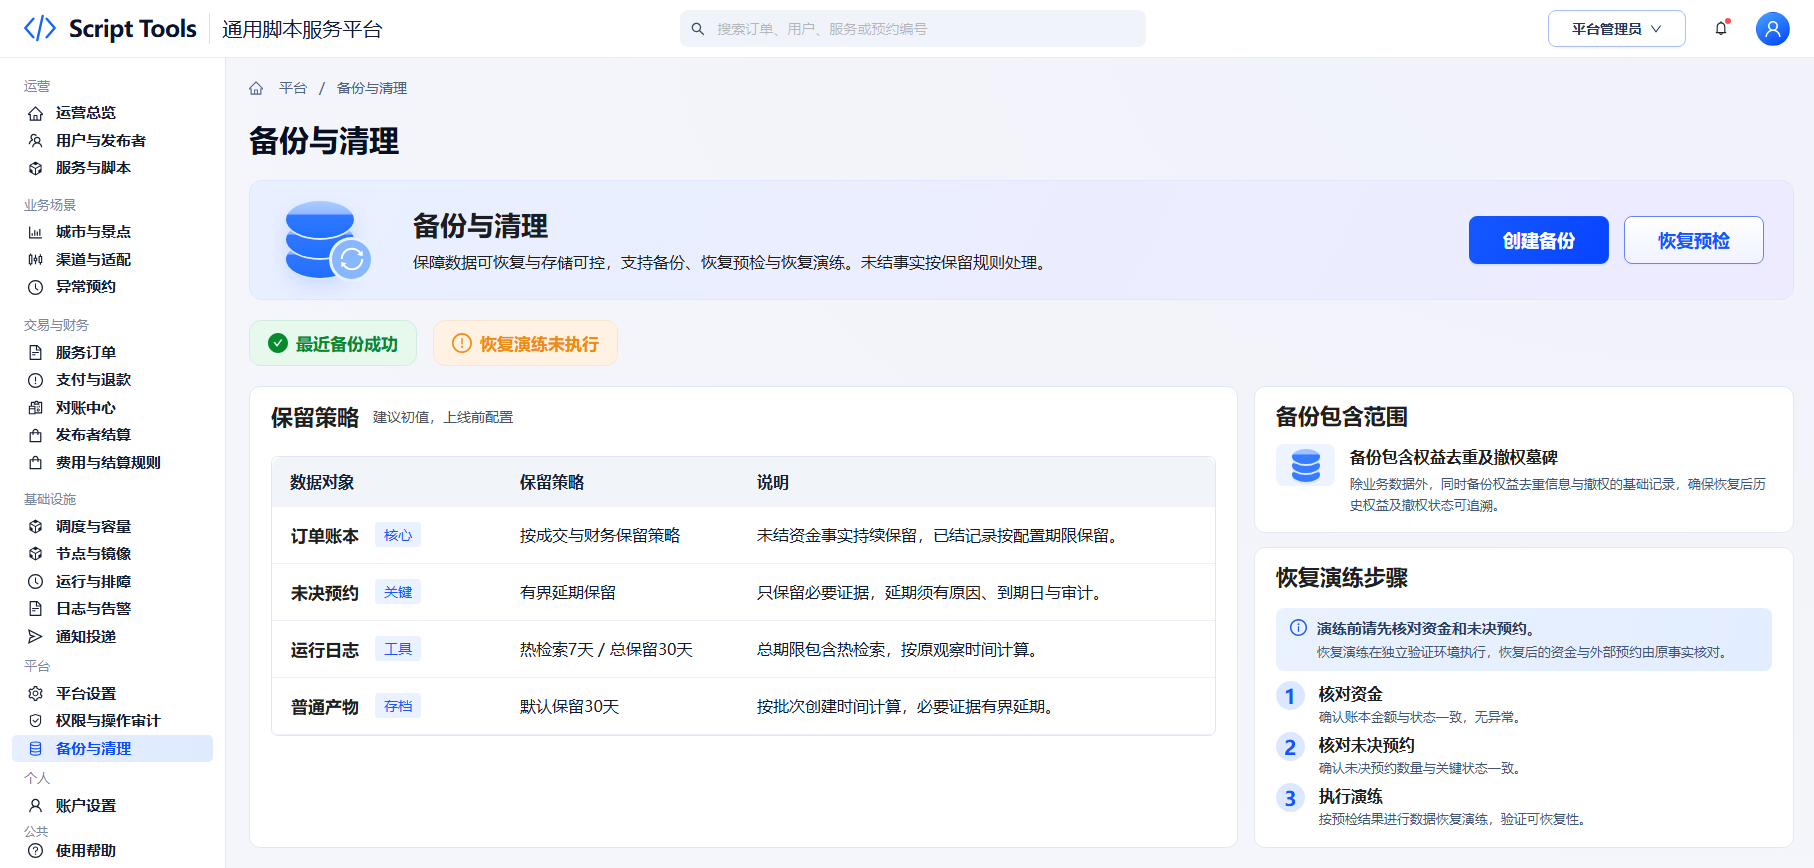 Script Tools
通用脚本服务平台
搜索订单、用户、服务或预约编号
平台管理员
运营
运营总览
用户与发布者
服务与脚本
业务场景
城市与景点
渠道与适配
异常预约
交易与财务
服务订单
支付与退款
对账中心
发布者结算
费用与结算规则
基础设施
调度与容量
节点与镜像
运行与排障
日志与告警
通知投递
平台
平台设置
权限与操作审计
备份与清理
个人
账户设置
公共
使用帮助
平台 / 备份与清理
备份与清理
备份与清理
保障数据可恢复与存储可控，支持备份、恢复预检与恢复演练。未结事实按保留规则处理。
创建备份
恢复预检
最近备份成功
恢复演练未执行
保留策略 建议初值，上线前配置
数据对象 保留策略 说明
订单账本 核心 按成交与财务保留策略 未结资金事实持续保留，已结记录按配置期限保留。
未决预约 关键 有界延期保留 只保留必要证据，延期须有原因、到期日与审计。
运行日志 工具 热检索7天 / 总保留30天 总期限包含热检索，按原观察时间计算。
普通产物 存档 默认保留30天 按批次创建时间计算，必要证据有界延期。
备份包含范围
备份包含权益去重及撤权墓碑
除业务数据外，同时备份权益去重信息与撤权的基础记录，确保恢复后历
史权益及撤权状态可追溯。
恢复演练步骤
演练前请先核对资金和未决预约。
恢复演练在独立验证环境执行，恢复后的资金与外部预约由原事实核对。
1 核对资金
确认账本金额与状态一致，无异常。
2 核对未决预约
确认未决预约数量与关键状态一致。
3 执行演练
按预检结果进行数据恢复演练，验证可恢复性。